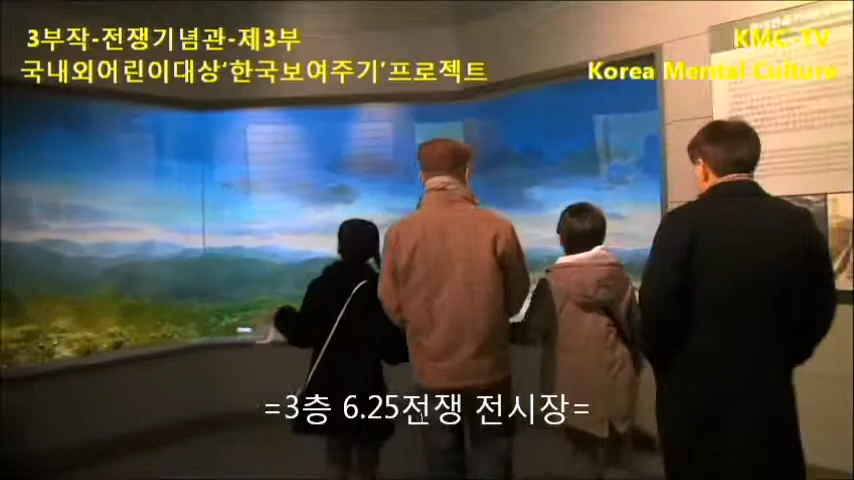 3부작-전쟁기념관-제3부
KMC-TV
국내외어린이대상'한국보여주기'프로젝트
Korea Mental Culture
=3층 6.25전쟁 전시장=